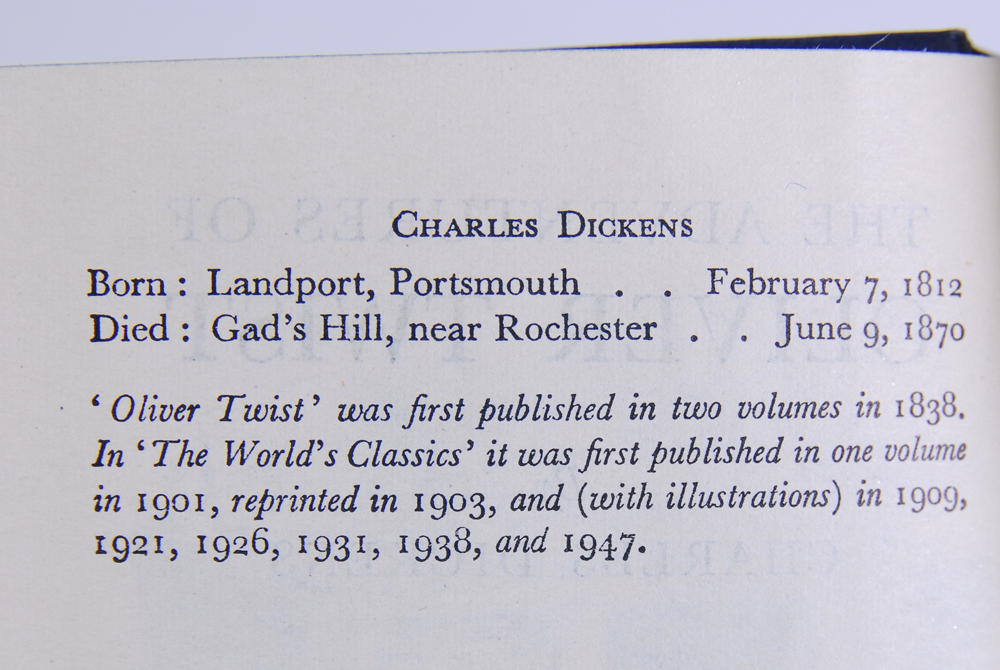 CHARLES DICKENS
Born : Landport, Portsmouth . . February 7, 1812
Died : Gad's Hill, near Rochester . . June 9, 1870
‘ Oliver Twist ’ was first published in two volumes in 1838.
In ‘ The World's Classics ’ it was first published in one volume
in 1901, reprinted in 1903, and (with illustrations) in 1909,
1921, 1926, 1931, 1938, and 1947.